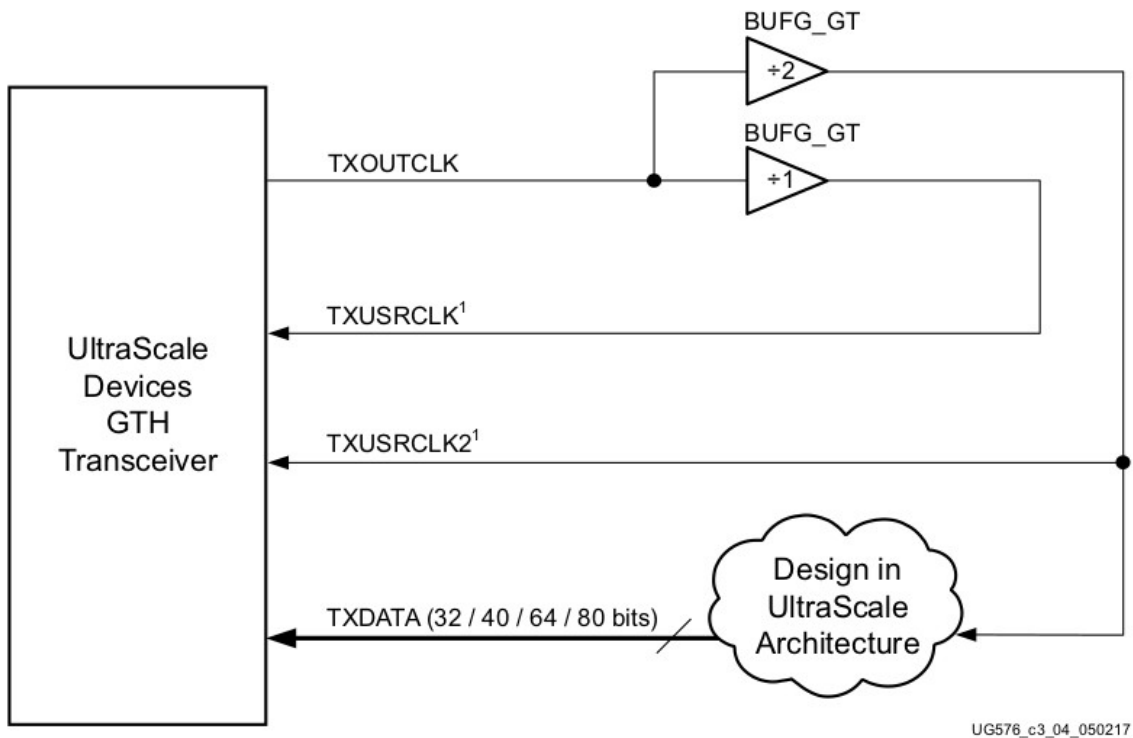 BUFG_GT
÷2
BUFG_GT
÷1
TXOUTCLK
TXUSRCLK¹
UltraScale
Devices
GTH
Transceiver
TXUSRCLK2¹
Design in
UltraScale
Architecture
TXDATA (32 / 40 / 64 / 80 bits)
UG576_c3_04_050217